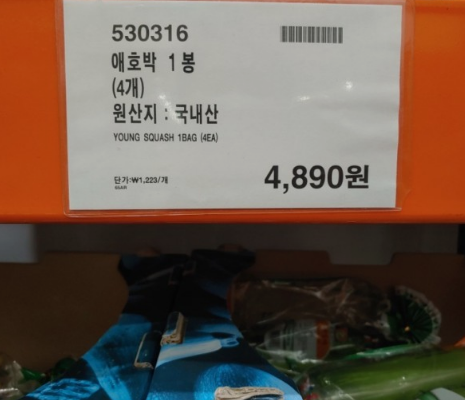 530316
애호박 1봉
(4개)
원산지 : 국내산
YOUNG SQUASH 1BAG (4EA)
단가:₩1,223/개
4,890원